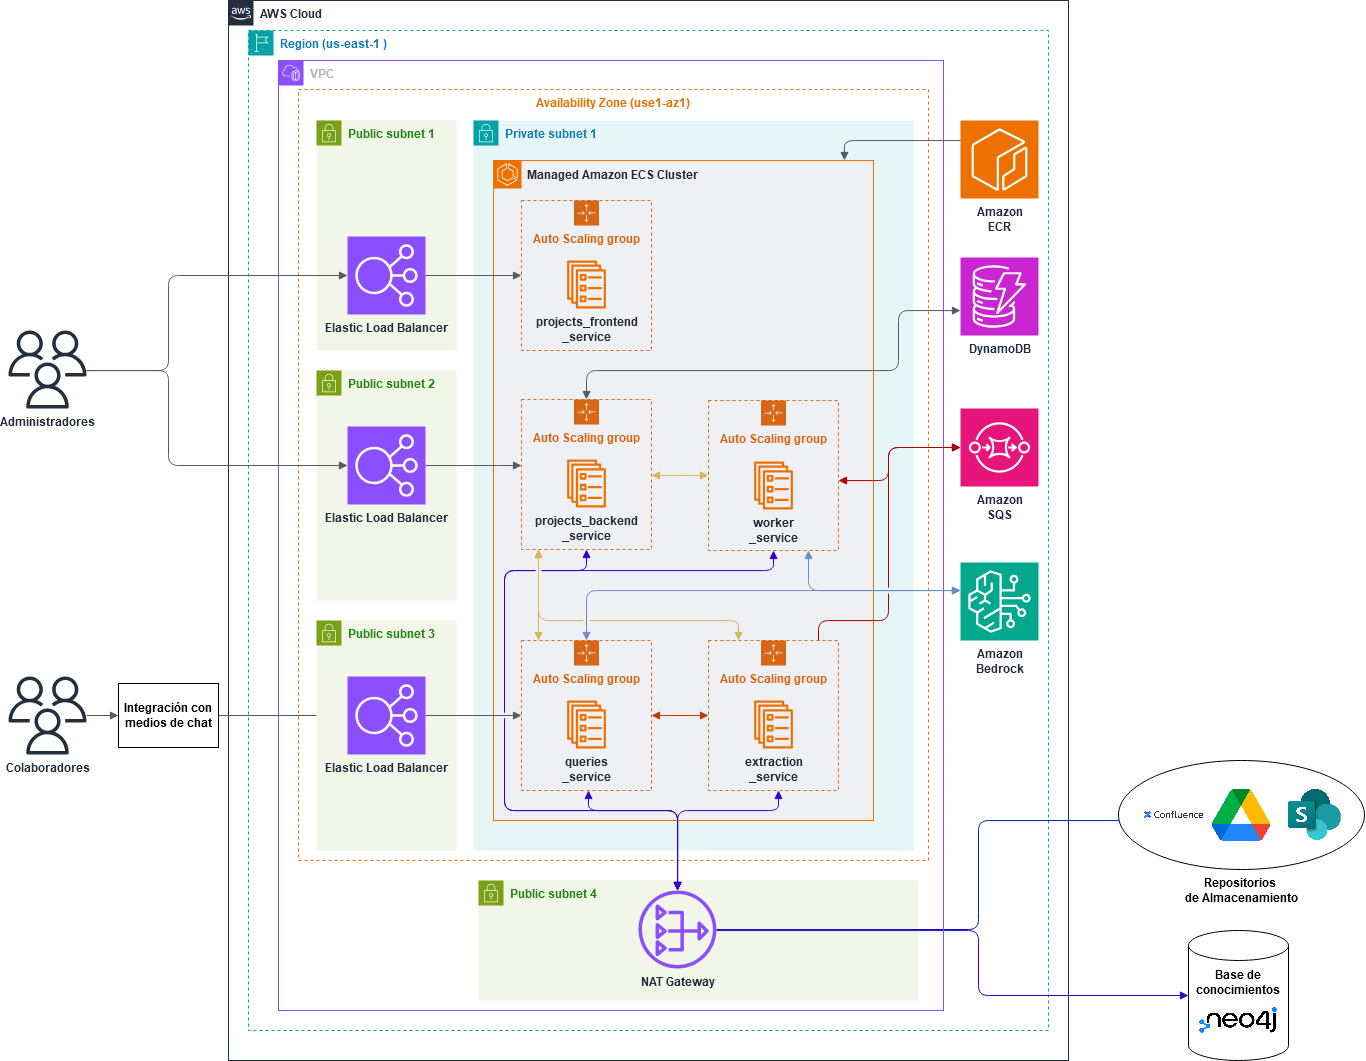 aws
AWS Cloud
Region (us-east-1 )
VPC
Availability Zone (use1-az1)
Public subnet 1
Private subnet 1
Managed Amazon ECS Cluster
Amazon
ECR
Auto Scaling group
projects_frontend
_service
Elastic Load Balancer
DynamoDB
Administradores
Public subnet 2
Elastic Load Balancer
Auto Scaling group
projects_backend
_service
Auto Scaling group
worker
_service
Amazon
SQS
Public subnet 3
Elastic Load Balancer
Auto Scaling group
queries
_service
Auto Scaling group
extraction
_service
Amazon
Bedrock
Colaboradores
Integración con
medios de chat
Public subnet 4
NAT Gateway
Confluence
S
Repositorios
de Almacenamiento
Base de
conocimientos
neo4j